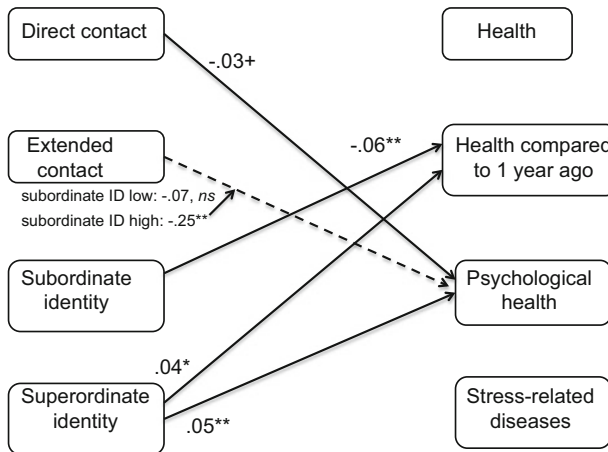 Direct contact
Health
-.03+
Extended
contact
-.06**
Health compared
to 1 year ago
subordinate ID low: -.07, ns
subordinate ID high: -.25**
Subordinate
identity
Psychological
health
.04*
Superordinate
identity
.05**
Stress-related
diseases